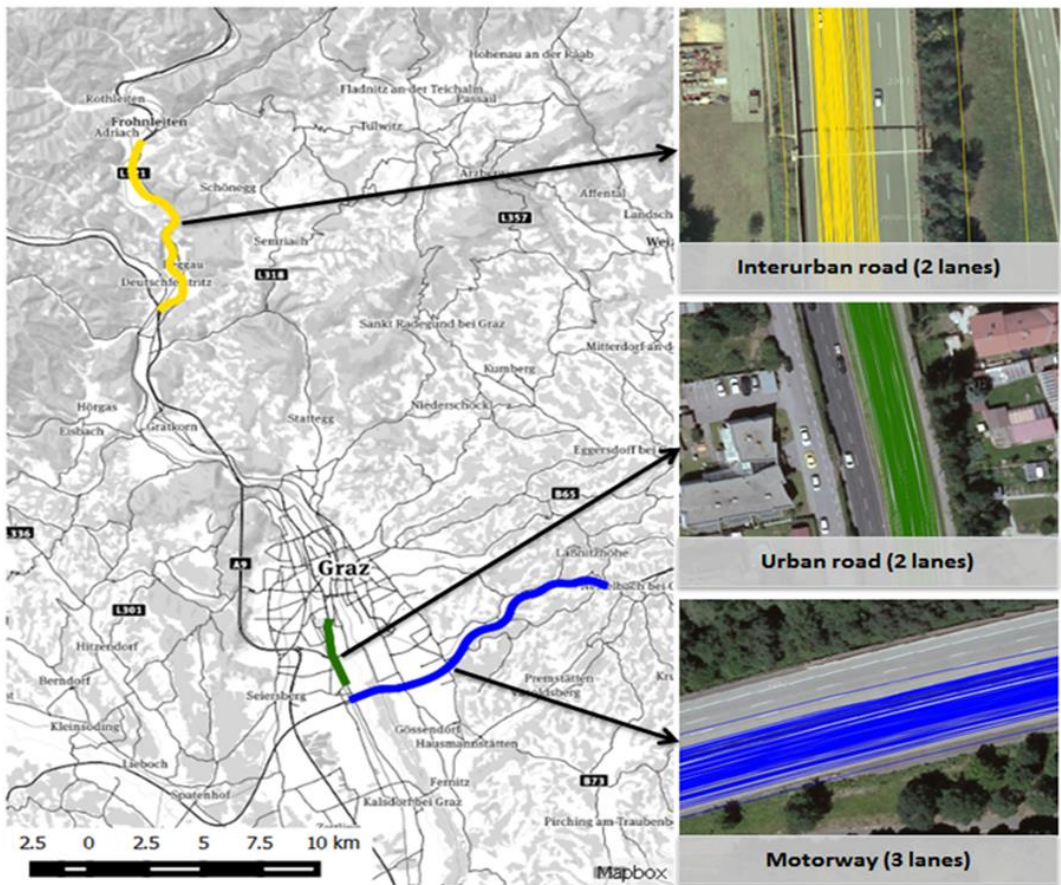 Hohenau an der Raab
Fladnitz an der Teichalm
Passail
Rothleiten
Frohnleiten
Adriach
Tulwitz
Arzberg
Schönegg
Affental
L357
Landsch
Semriach
Wei
L318
Peggau
Deutschfeistritz
Sankt Radegund bei Graz
Mitterdorf an d
Kumberg
Hörgas
Niederschöckl
Stattegg
Gratkorn
Eisbach
Eggersdorf bei
B65
336
Laßnitzhöhe
A9
Graz
L301
Hitzendorf
Premstätten
Berndorf
Seiersberg
Kleinsöding
Gössendorf
Hausmannstätten
Lieboch
Fernitz
B73
Spatenhof
Kalsdorf bei Graz
Pirching am Traubenb
2.5 0 2.5 5 7.5 10 km
Mapbox
Interurban road (2 lanes)
Urban road (2 lanes)
Motorway (3 lanes)